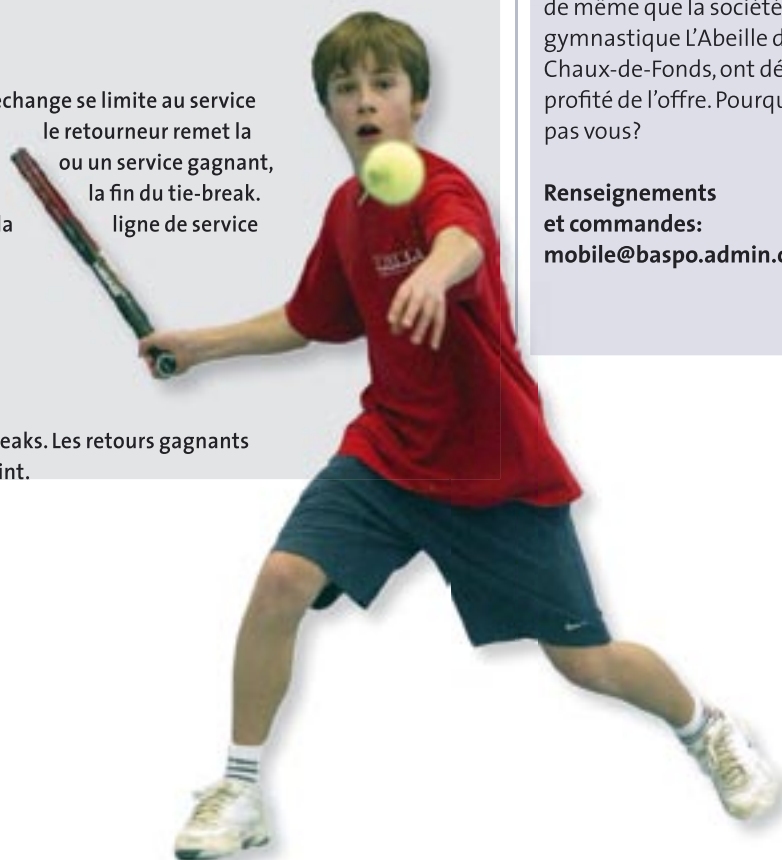 échange se limite au service
le retourneur remet la
ou un service gagnant,
la fin du tie-break.
la
ligne de service
eaks. Les retours gagnants
int.
de même que la société
gymnastique L’Abeille d
Chaux-de-Fonds, ont dé
profité de l’offre. Pourqu
pas vous?
Renseignements
et commandes:
mobile@baspo.admin.c